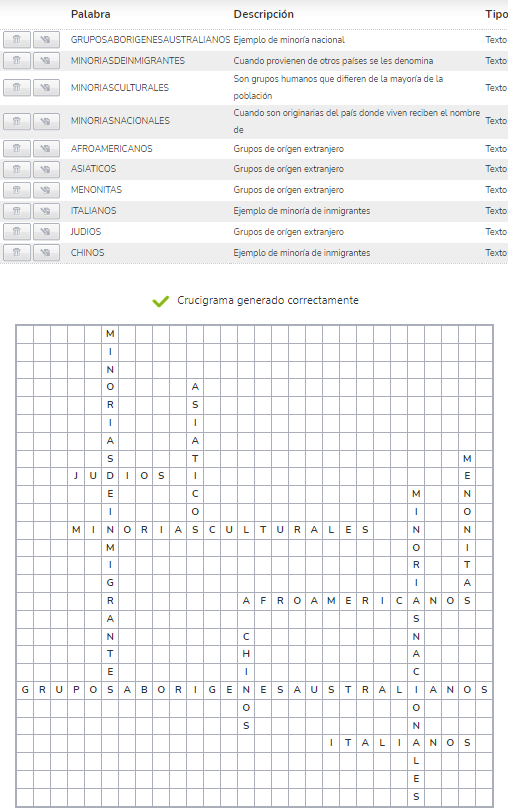 Palabra Descripción Tipo
GRUPOSABORIGENESAUSTRALIANOS Ejemplo de minoría nacional Texto
MINORIASDEINMIGRANTES Cuando provienen de otros países se les denomina Texto
MINORIASCULTURALES Son grupos humanos que difieren de la mayoría de la población Texto
MINORIASNACIONALES Cuando son originarias del país donde viven reciben el nombre de Texto
AFROAMERICANOS Grupos de orígen extranjero Texto
ASIATICOS Grupos de orígen extranjero Texto
MENONITAS Grupos de orígen extranjero Texto
ITALIANOS Ejemplo de minoría de inmigrantes Texto
JUDIOS Grupos de orígen extranjero Texto
CHINOS Ejemplo de minoría de inmigrantes Texto
Crucigrama generado correctamente
M
I
N
O A
R S
I I
A A
S T M
J U D I O S I E
E C M N
I O I O
M I N O R I A S C U L T U R A L E S N N
M O I
I R T
G I A
R A F R O A M E R I C A N O S
A S
N C N
T H A
E I C
G R U P O S A B O R I G E N E S A U S T R A L I A N O S
O O
S N
I T A L I A N O S
L
E
S